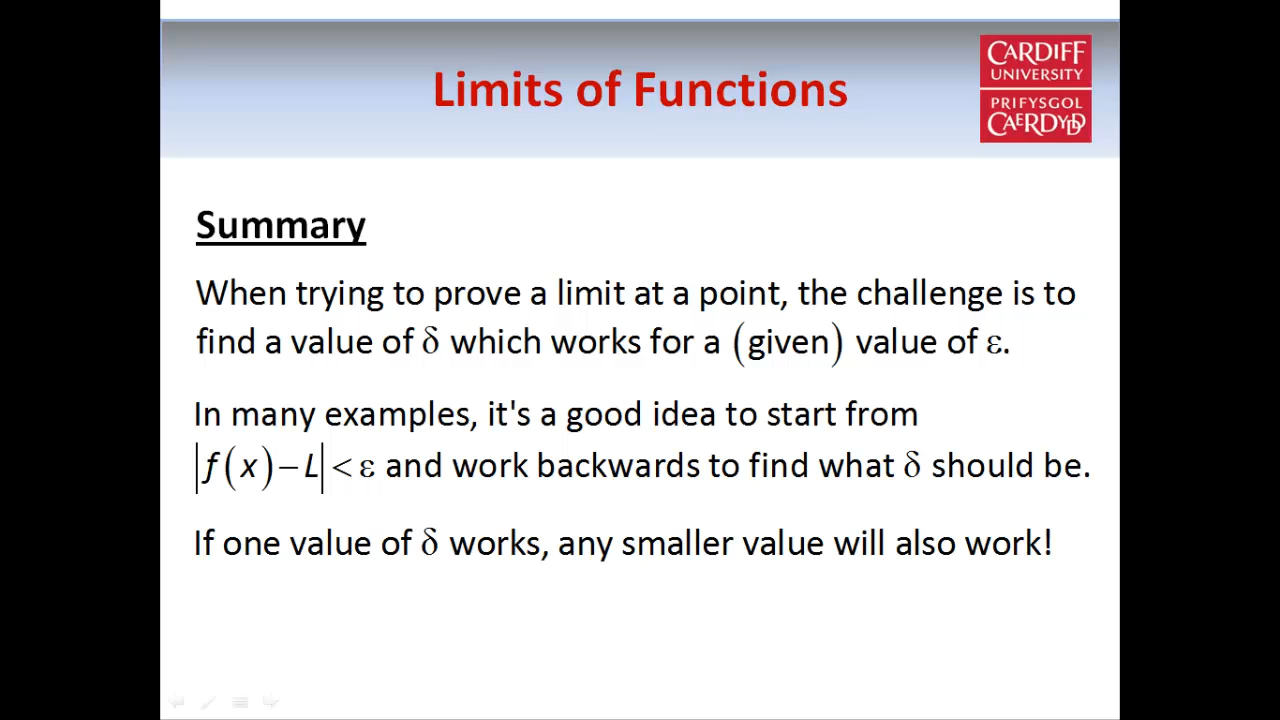 Limits of Functions
CARDIFF
UNIVERSITY
PRIFYSGOL
CAERDYDD
Summary
When trying to prove a limit at a point, the challenge is to
find a value of δ which works for a (given) value of ε.
In many examples, it's a good idea to start from
|f(x)−L| < ε and work backwards to find what δ should be.
If one value of δ works, any smaller value will also work!